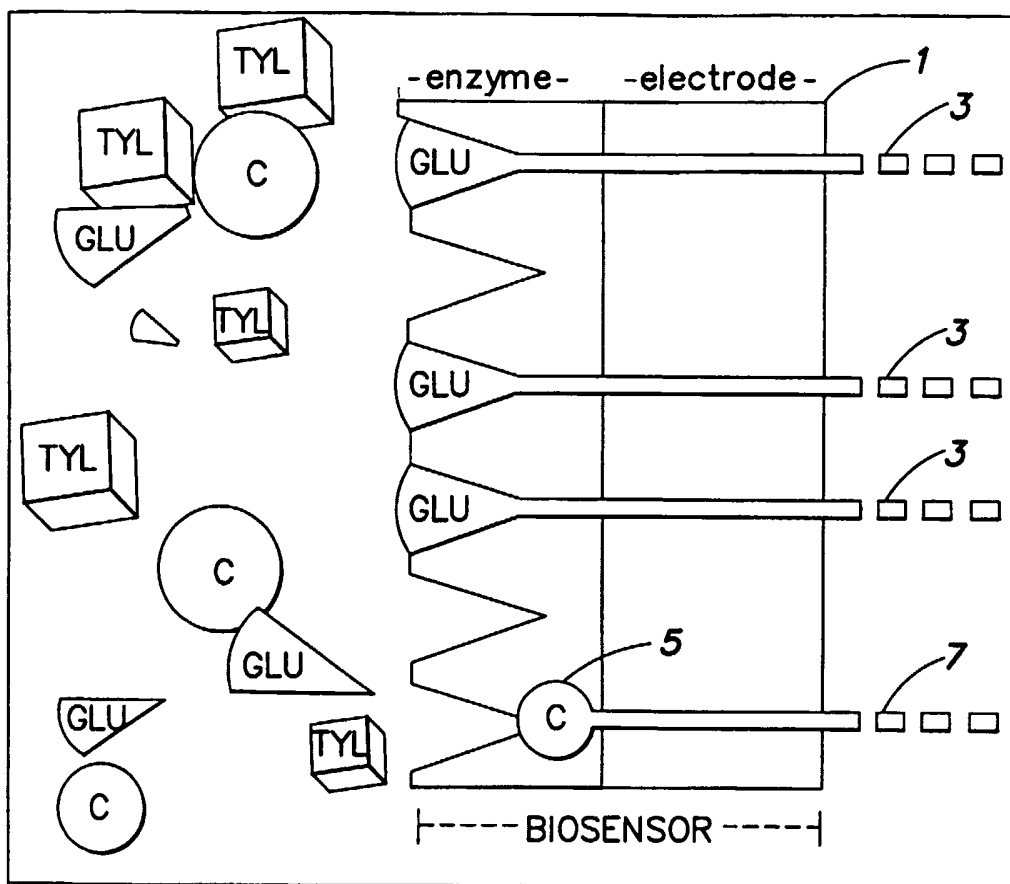 TYL
-enzyme- -electrode- 1
3
TYL
C
GLU
GLU
TYL
3
GLU
TYL
3
GLU
C
GLU
5
7
GLU
C
TYL
C
BIOSENSOR